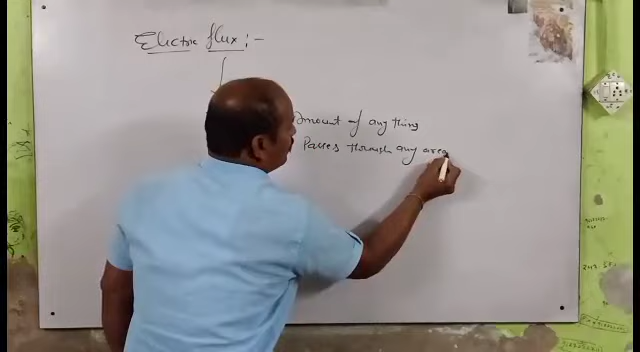 Electric flux :-
Amount of any thing
Passes through any area